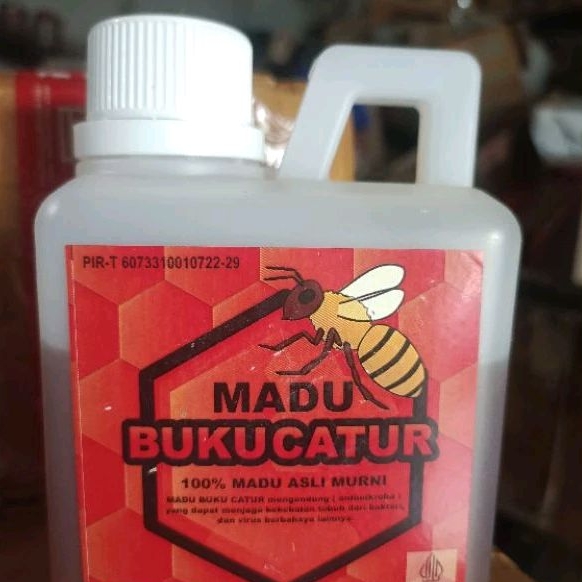 PIR-T 6073310010722-29
MADU
BUKUCATUR
100% MADU ASLI MURNI
MADU BUKU CATUR mengandung ( antimikroba )
yang dapat menjaga kekebalan tubuh dari bakteri,
dan virus berbahaya lainnya.